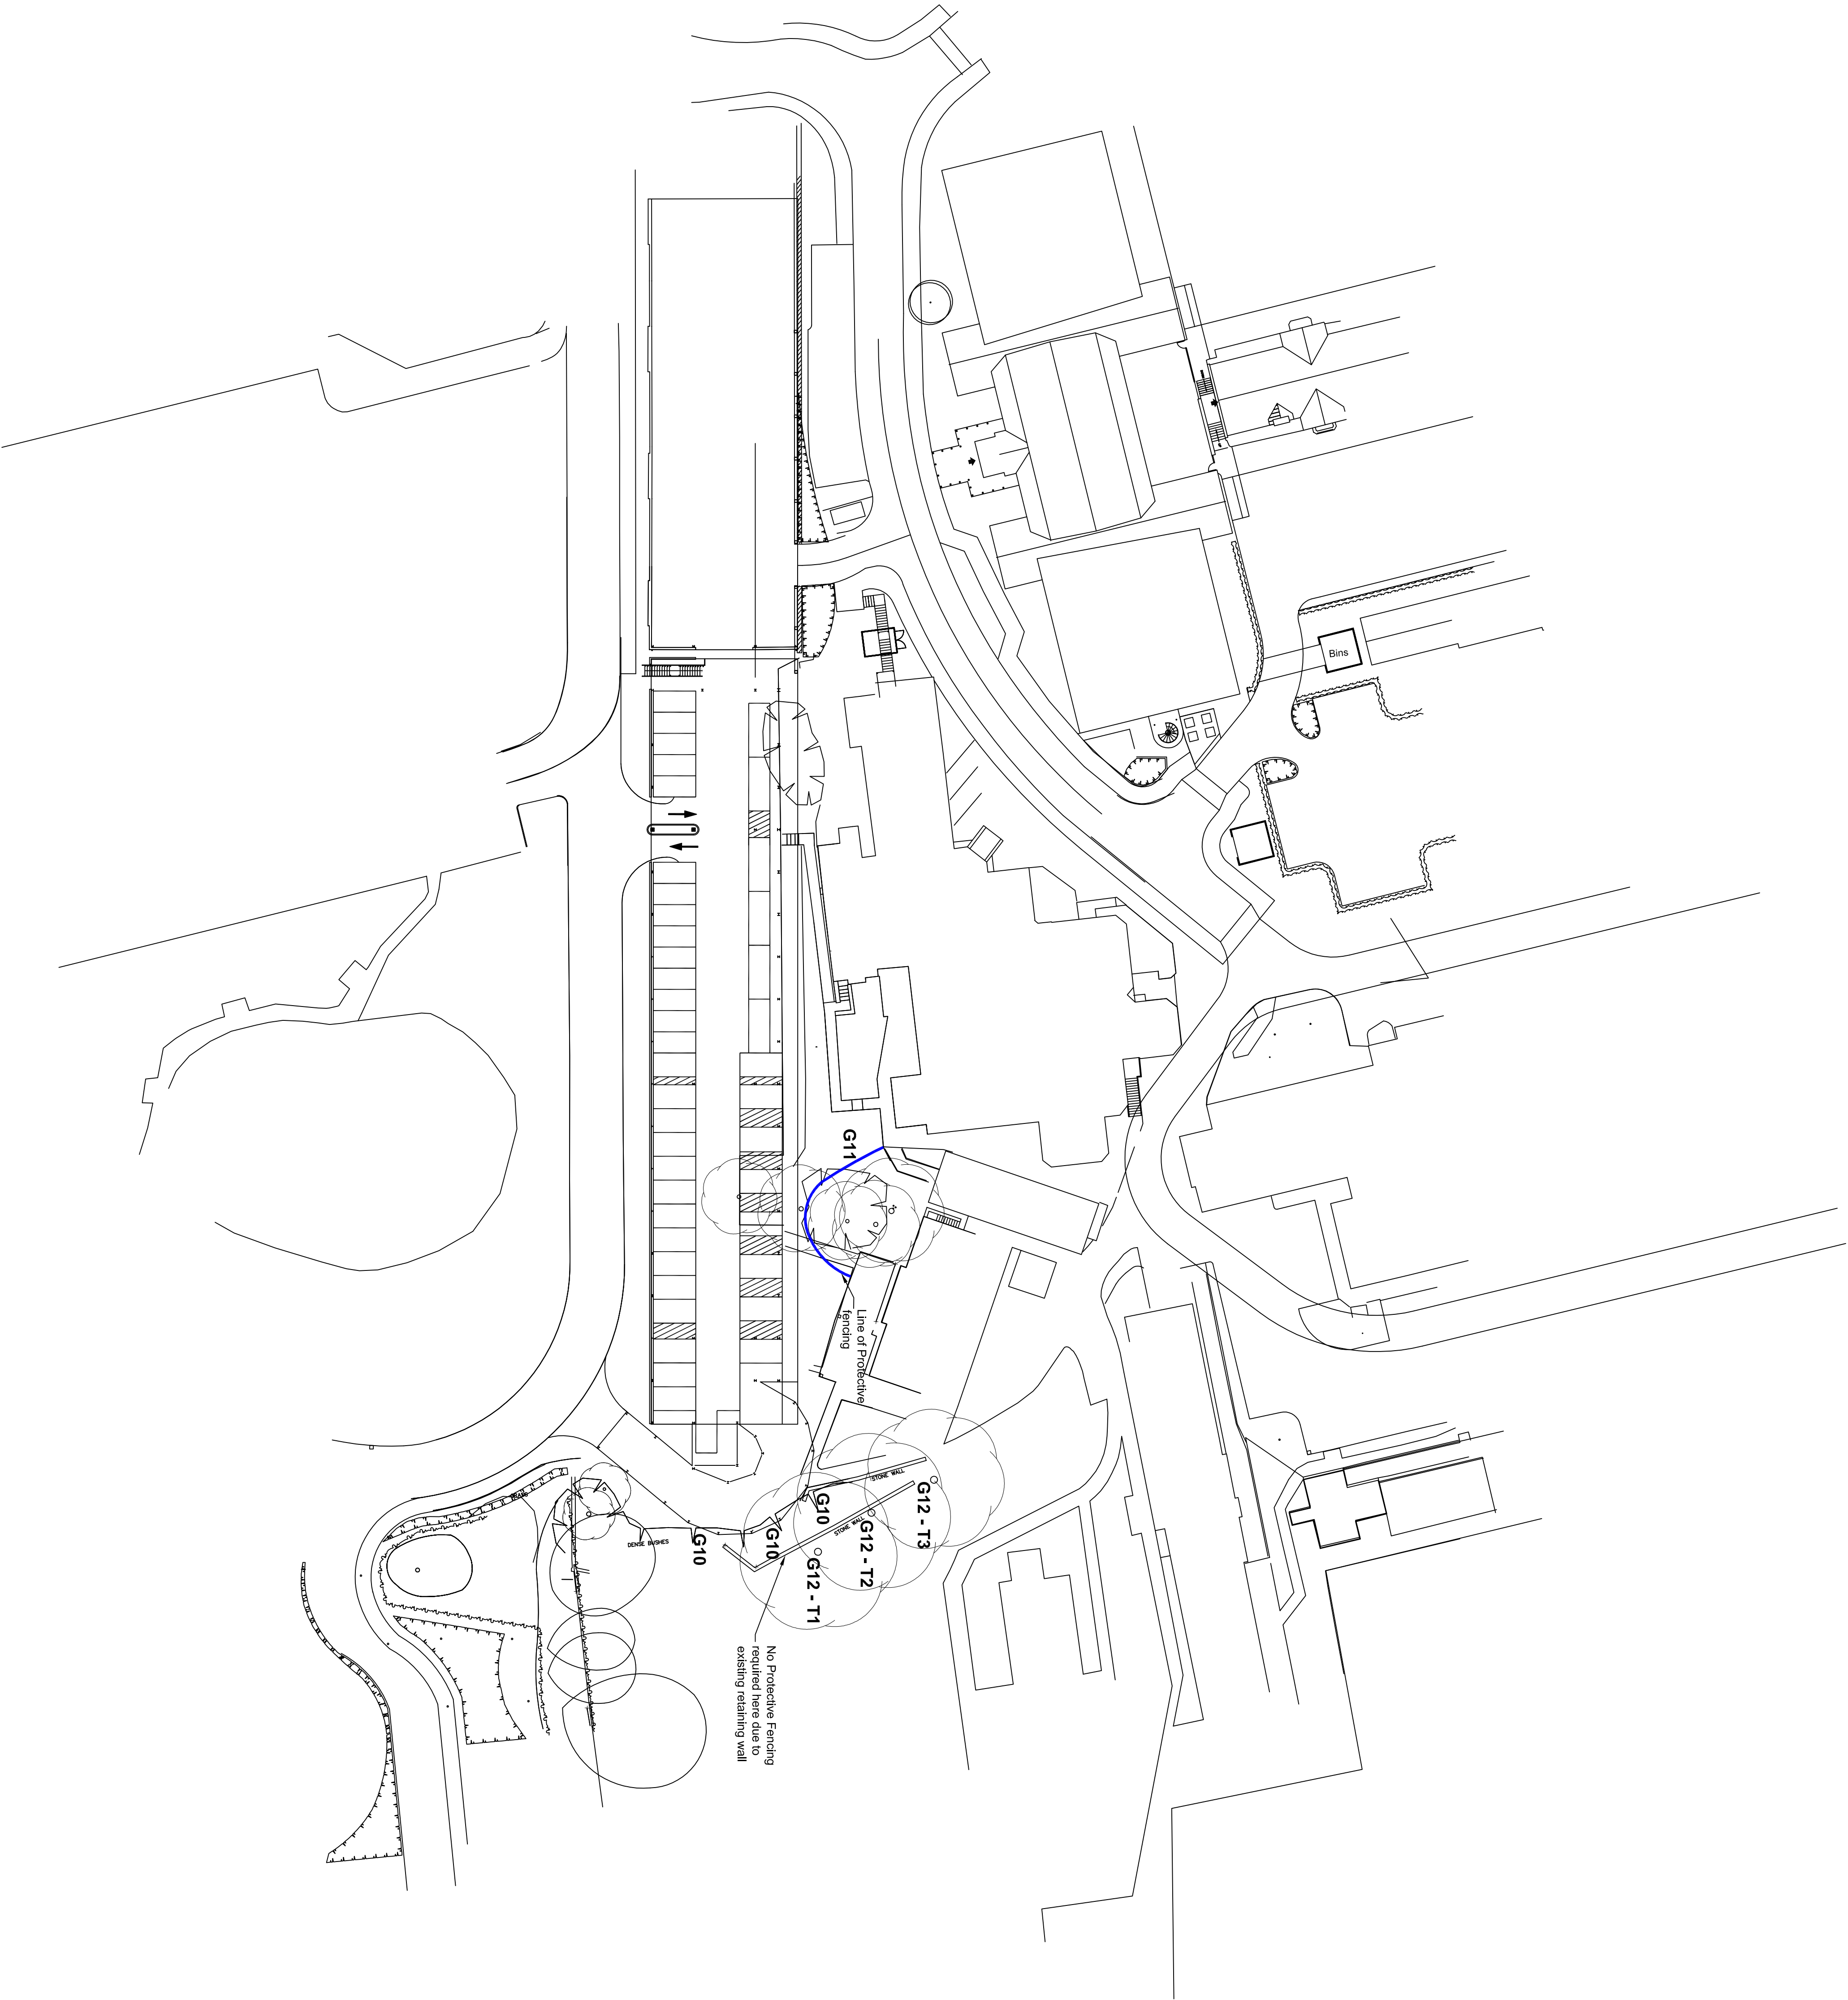 Bins
G11
Line of Protective
fencing
STONE WALL
G12 - T3
G10
STONE WALL
G12 - T2
G10
G10
DENSE BUSHES
G12 - T1
No Protective Fencing
required here due to
existing retaining wall